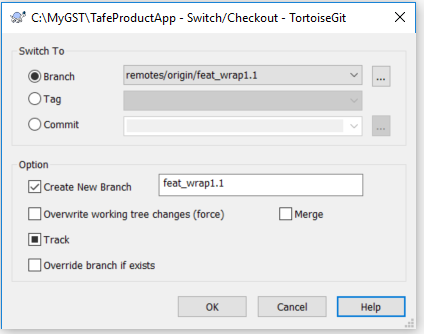 C:\MyGST\TafeProductApp - Switch/Checkout - TortoiseGit
Switch To
Branch
remotes/origin/feat_wrap1.1
...
Tag
Commit
...
Option
Create New Branch
feat_wrap1.1
Overwrite working tree changes (force)
Merge
Track
Override branch if exists
OK
Cancel
Help